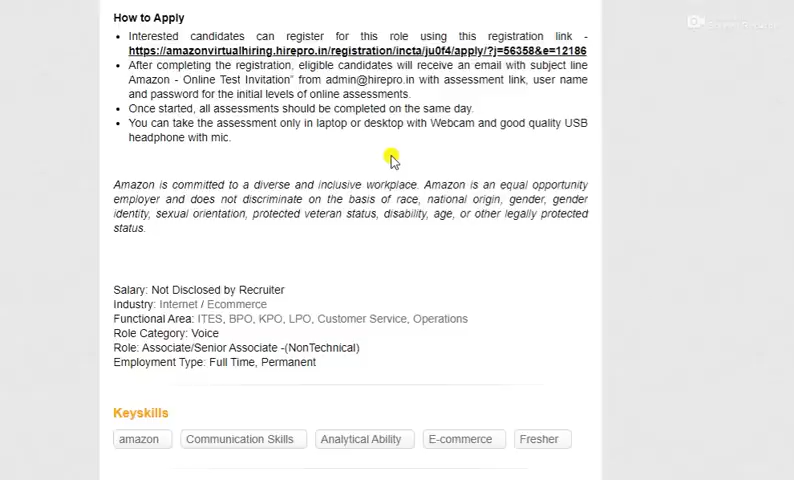 How to Apply
• Interested candidates can register for this role using this registration link -
https://amazonvirtualhiring.hirepro.in/registration/incta/ju0f4/apply/?j=56358&e=12186
• After completing the registration, eligible candidates will receive an email with subject line
Amazon - Online Test Invitation” from admin@hirepro.in with assessment link, user name
and password for the initial levels of online assessments.
• Once started, all assessments should be completed on the same day.
• You can take the assessment only in laptop or desktop with Webcam and good quality USB
headphone with mic.
Amazon is committed to a diverse and inclusive workplace. Amazon is an equal opportunity
employer and does not discriminate on the basis of race, national origin, gender, gender
identity, sexual orientation, protected veteran status, disability, age, or other legally protected
status.
Salary: Not Disclosed by Recruiter
Industry: Internet / Ecommerce
Functional Area: ITES, BPO, KPO, LPO, Customer Service, Operations
Role Category: Voice
Role: Associate/Senior Associate -(NonTechnical)
Employment Type: Full Time, Permanent
Keyskills
amazon Communication Skills Analytical Ability E-commerce Fresher